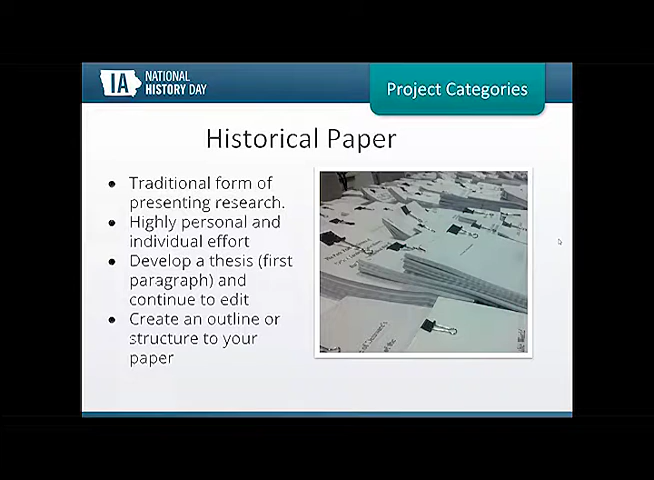 IA NATIONAL
HISTORY DAY
Project Categories
Historical Paper
● Traditional form of
presenting research.
● Highly personal and
individual effort
● Develop a thesis (first
paragraph) and
continue to edit
● Create an outline or
structure to your
paper